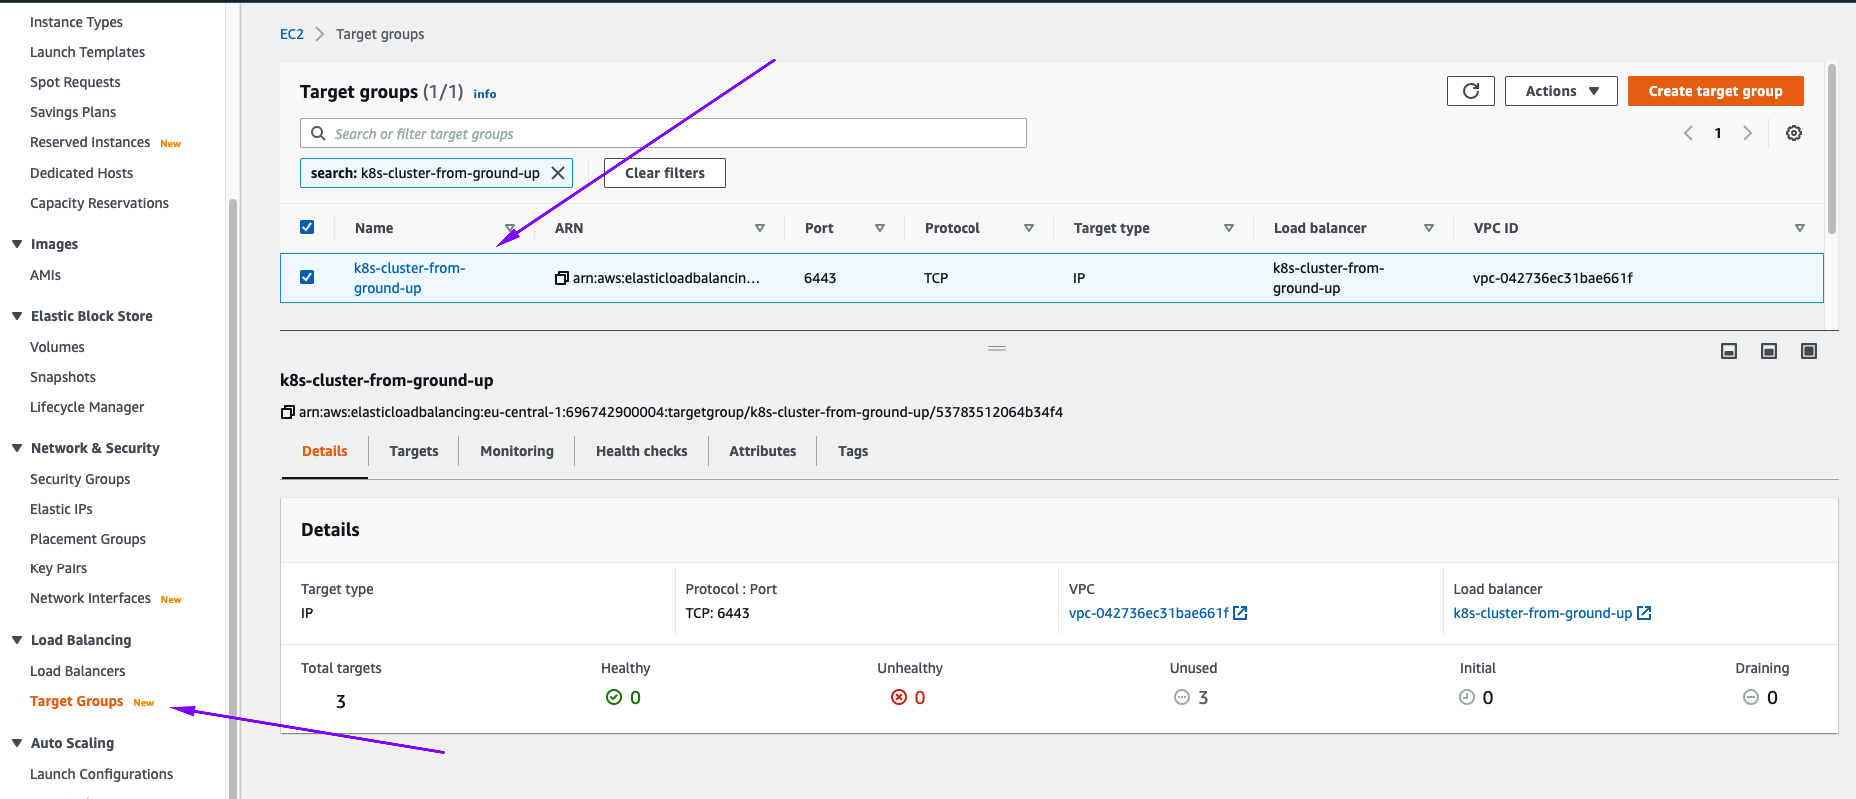 Instance Types
Launch Templates
Spot Requests
Savings Plans
Reserved Instances New
Dedicated Hosts
Capacity Reservations
Images
AMIs
Elastic Block Store
Volumes
Snapshots
Lifecycle Manager
Network & Security
Security Groups
Elastic IPs
Placement Groups
Key Pairs
Network Interfaces New
Load Balancing
Load Balancers
Target Groups New
Auto Scaling
Launch Configurations
EC2 > Target groups
Target groups (1/1) info
Actions
Create target group
Search or filter target groups
1
search: k8s-cluster-from-ground-up
Clear filters
Name ARN Port Protocol Target type Load balancer VPC ID
k8s-cluster-from-
ground-up
arn:aws:elasticloadbalancin...
6443
TCP
IP
k8s-cluster-from-
ground-up
vpc-042736ec31bae661f
k8s-cluster-from-ground-up
arn:aws:elasticloadbalancing:eu-central-1:696742900004:targetgroup/k8s-cluster-from-ground-up/53783512064b34f4
Details Targets Monitoring Health checks Attributes Tags
Details
Target type
IP
Protocol : Port
TCP: 6443
VPC
vpc-042736ec31bae661f
Load balancer
k8s-cluster-from-ground-up
Total targets
3
Healthy
0
Unhealthy
0
Unused
3
Initial
0
Draining
0